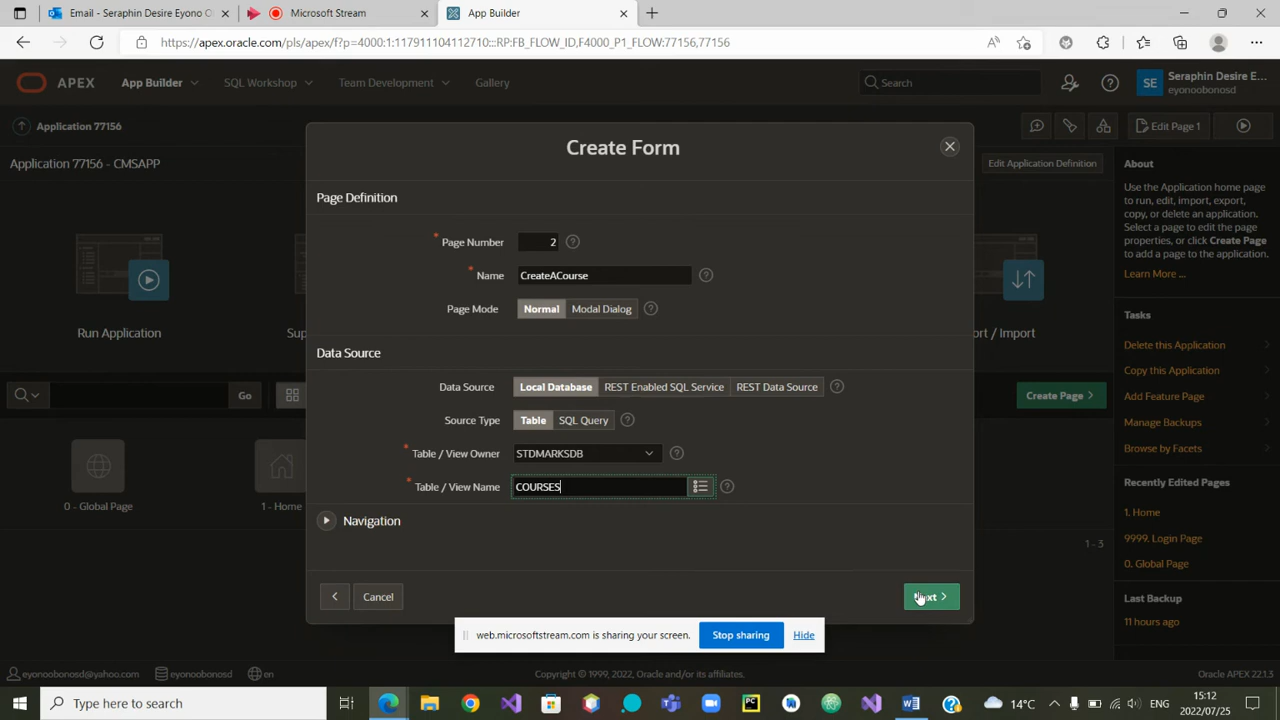 Email - Seraphin Desire Eyono O
Microsoft Stream
App Builder
https://apex.oracle.com/pls/apex/f?p=4000:1:117911104112710:::RP:FB_FLOW_ID,F4000_P1_FLOW:77156,77156
APEX
App Builder
SQL Workshop
Team Development
Gallery
Search
SE
Seraphin Desire E...
eyonoobonosd
Application 77156
Edit Page 1
Application 77156 - CMSAPP
Edit Application Definition
Create Form
Page Definition
* Page Number 2
* Name CreateACourse
Page Mode Normal Modal Dialog
Data Source
Data Source Local Database REST Enabled SQL Service REST Data Source
Source Type Table SQL Query
* Table / View Owner STDMARKSDB
* Table / View Name COURSES
Navigation
Cancel
Next
Run Application
Go
Create Page
0 - Global Page
1 - Home
1 - 3
About
Use the Application home page
to run, edit, import, export,
copy, or delete an application.
Select a page to edit the page
properties, or click Create Page
to add a page to the application.
Learn More ...
Tasks
Delete this Application
Copy this Application
Add Feature Page
Manage Backups
Browse by Facets
Recently Edited Pages
1. Home
9999. Login Page
0. Global Page
Last Backup
11 hours ago
web.microsoftstream.com is sharing your screen.
Stop sharing
Hide
eyonoobonosd@yahoo.com
eyonoobonosd
en
Copyright © 1999, 2022, Oracle and/or its affiliates.
Oracle APEX 22.1.3
Type here to search
14°C
ENG
15:12
2022/07/25